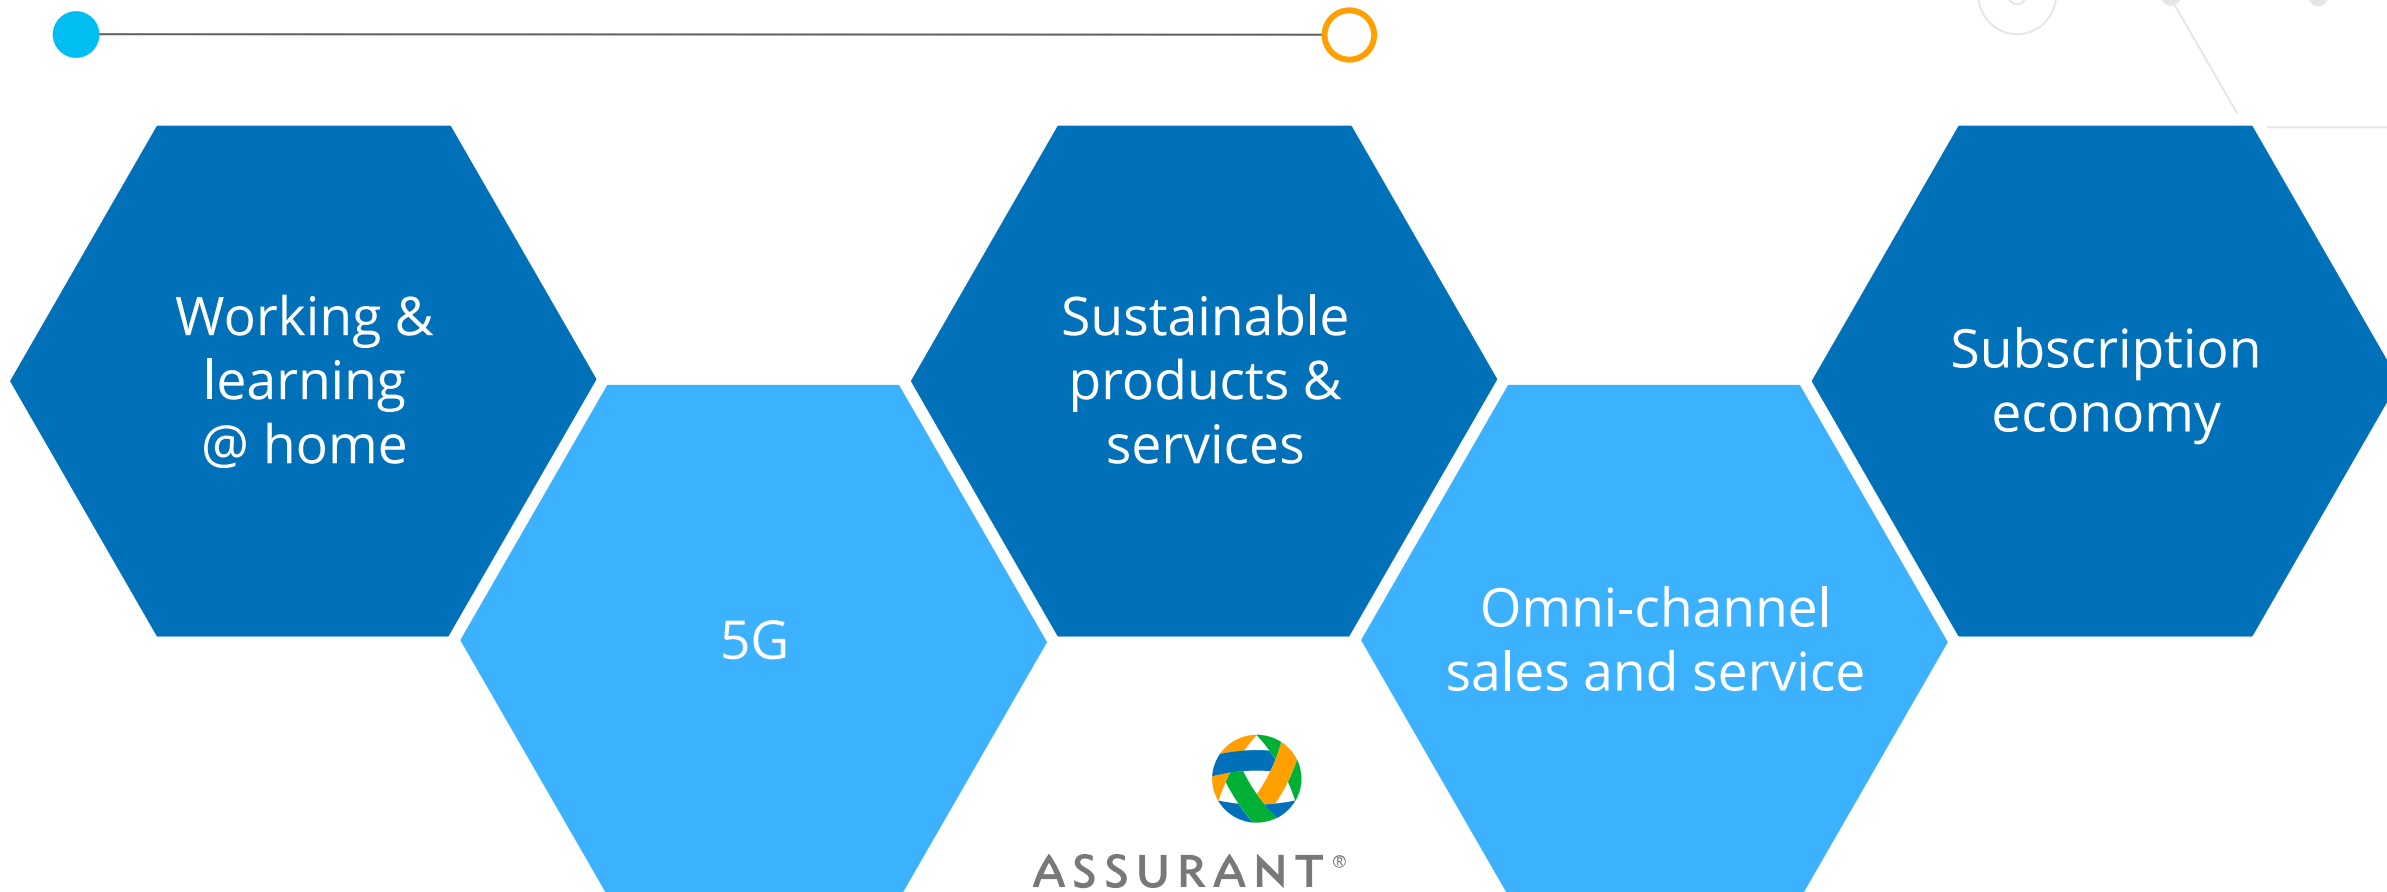 Working &
learning
@ home
5G
Sustainable
products &
services
Omni-channel
sales and service
Subscription
economy
ASSURANT®